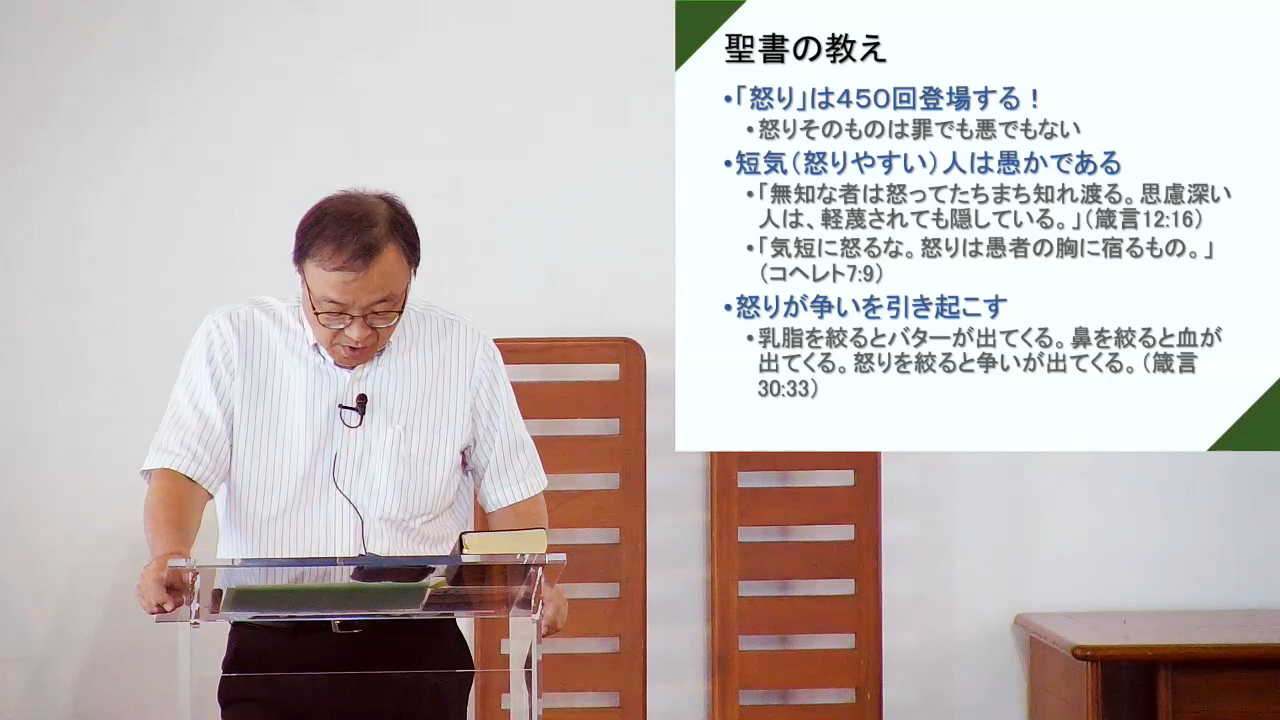 聖書の教え
•「怒り」は450回登場する！
•怒りそのものは罪でも悪でもない
•短気（怒りやすい）人は愚かである
•「無知な者は怒ってたちまち知れ渡る。思慮深い
人は、軽蔑されても隠している。」（箴言12:16）
•「気短に怒るな。怒りは愚者の胸に宿るもの。」
（コヘレト7:9）
•怒りが争いを引き起こす
•乳脂を絞るとバターが出てくる。鼻を絞ると血が
出てくる。怒りを絞ると争いが出てくる。（箴言
30:33）